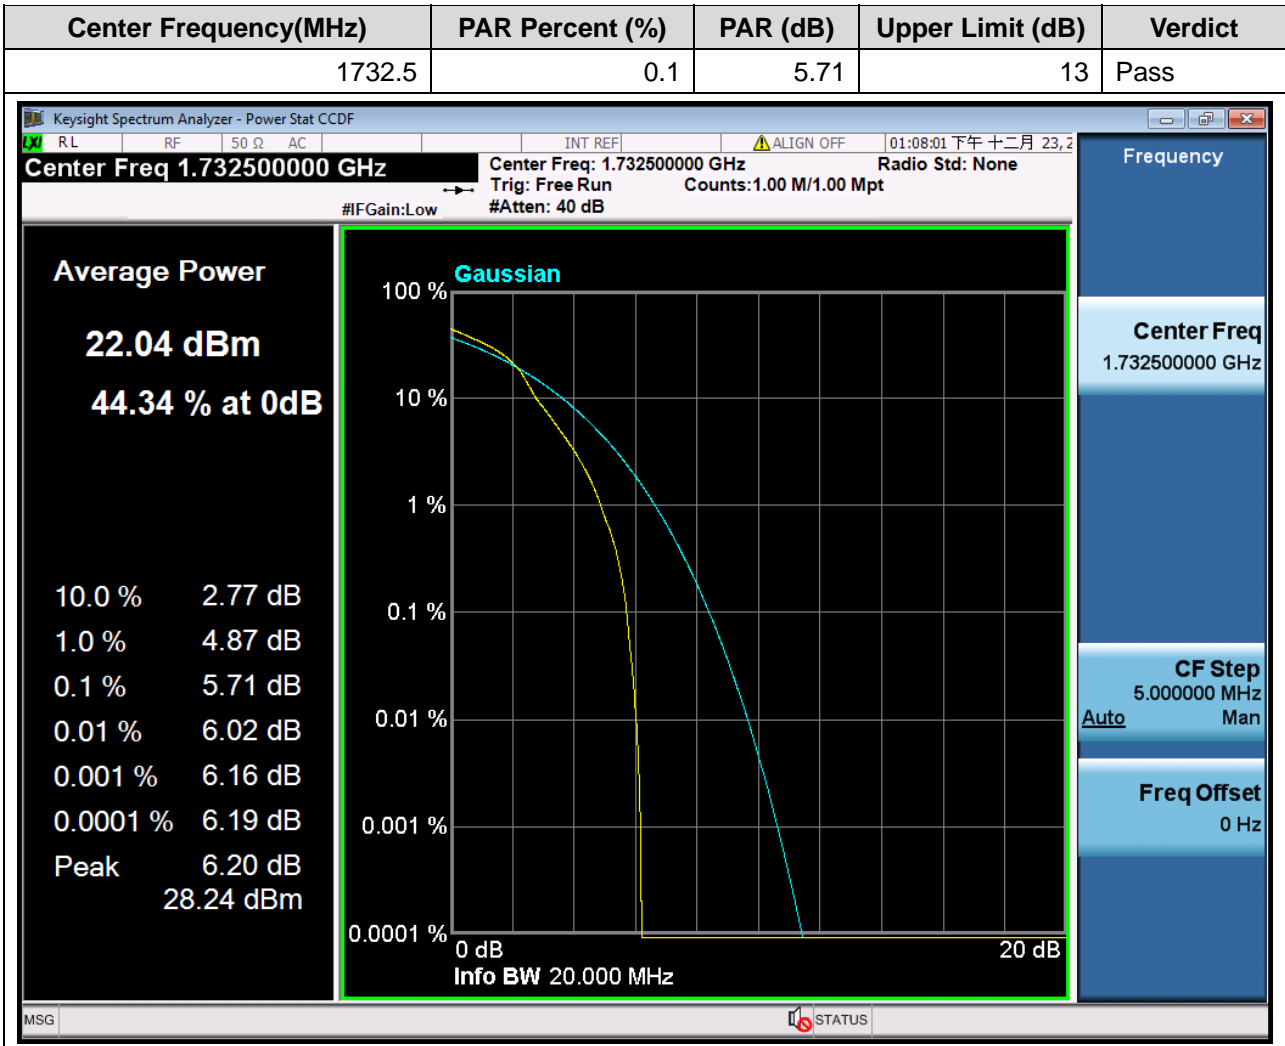 Center Frequency(MHz) PAR Percent (%) PAR (dB) Upper Limit (dB) Verdict
1732.5 0.1 5.71 13 Pass
Keysight Spectrum Analyzer - Power Stat CCDF
LXI RL RF 50 Ω AC INT REF ALIGN OFF 01:08:01 下午 十二月 23, 2
Center Freq 1.732500000 GHz
Center Freq: 1.732500000 GHz Radio Std: None
Trig: Free Run Counts:1.00 M/1.00 Mpt
#IFGain:Low #Atten: 40 dB
Average Power
22.04 dBm
44.34 % at 0dB
10.0 % 2.77 dB
1.0 % 4.87 dB
0.1 % 5.71 dB
0.01 % 6.02 dB
0.001 % 6.16 dB
0.0001 % 6.19 dB
Peak 6.20 dB
28.24 dBm
Gaussian
100 %
10 %
1 %
0.1 %
0.01 %
0.001 %
0.0001 %
0 dB 20 dB
Info BW 20.000 MHz
Frequency
Center Freq
1.732500000 GHz
CF Step
5.000000 MHz
Auto Man
Freq Offset
0 Hz
MSG STATUS